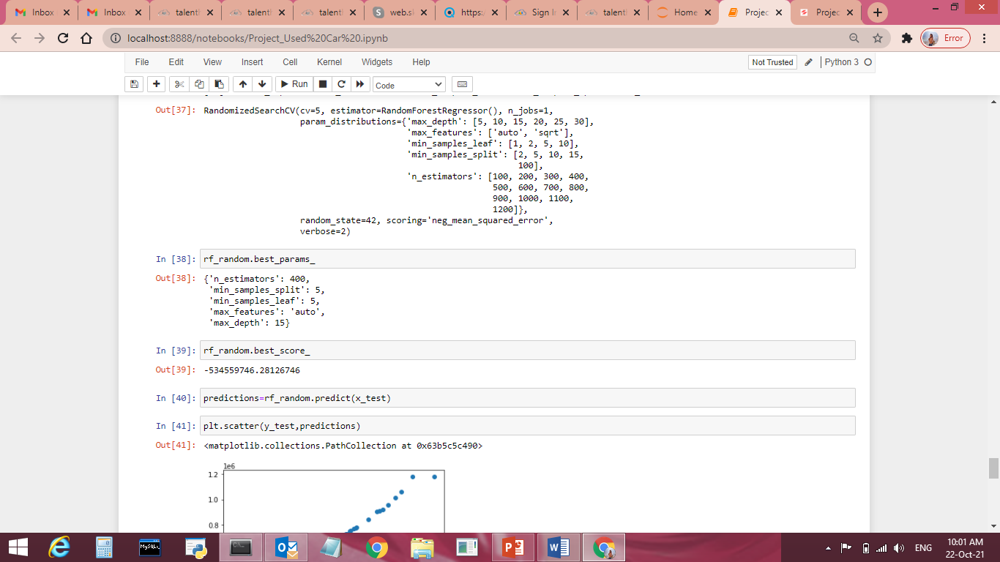 Inbox
Inbox
talentl
talentl
talentl
web.sl
https:/
Sign In
talentl
Home
Projec
Projec
localhost:8888/notebooks/Project_Used%20Car%20.ipynb
Error
File Edit View Insert Cell Kernel Widgets Help
Not Trusted
Python 3
Run
Code
Out[37]: RandomizedSearchCV(cv=5, estimator=RandomForestRegressor(), n_jobs=1,
param_distributions={'max_depth': [5, 10, 15, 20, 25, 30],
'max_features': ['auto', 'sqrt'],
'min_samples_leaf': [1, 2, 5, 10],
'min_samples_split': [2, 5, 10, 15,
100],
'n_estimators': [100, 200, 300, 400,
500, 600, 700, 800,
900, 1000, 1100,
1200]},
random_state=42, scoring='neg_mean_squared_error',
verbose=2)
In [38]: rf_random.best_params_
Out[38]: {'n_estimators': 400,
'min_samples_split': 5,
'min_samples_leaf': 5,
'max_features': 'auto',
'max_depth': 15}
In [39]: rf_random.best_score_
Out[39]: -534559746.28126746
In [40]: predictions=rf_random.predict(x_test)
In [41]: plt.scatter(y_test,predictions)
Out[41]: <matplotlib.collections.PathCollection at 0x63b5c5c490>
1e6
1.2
1.0
0.8
MySQL
ENG
10:01 AM
22-Oct-21